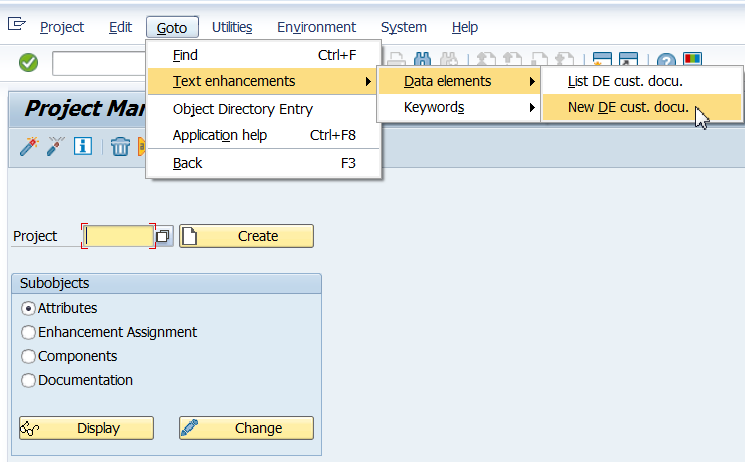 Project Edit Goto Utilities Environment System Help
Find Ctrl+F
Text enhancements Data elements List DE cust. docu.
Project Mar
Object Directory Entry Keywords New DE cust. docu.
Application help Ctrl+F8
Back F3
Project Create
Subobjects
Attributes
Enhancement Assignment
Components
Documentation
Display Change